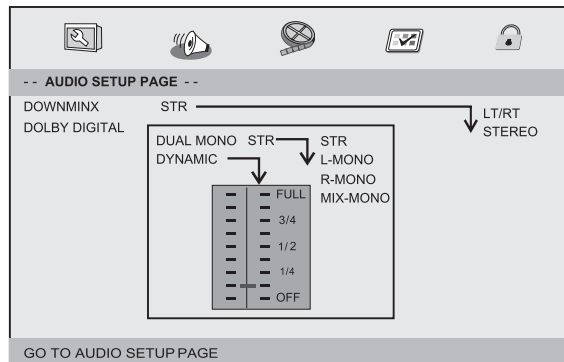 - - AUDIO SETUP PAGE - -
DOWNMINX STR LT/RT
DOLBY DIGITAL STEREO
DUAL MONO STR STR
DYNAMIC L-MONO
R-MONO
FULL MIX-MONO
3/4
1/2
1/4
OFF
GO TO AUDIO SETUP PAGE